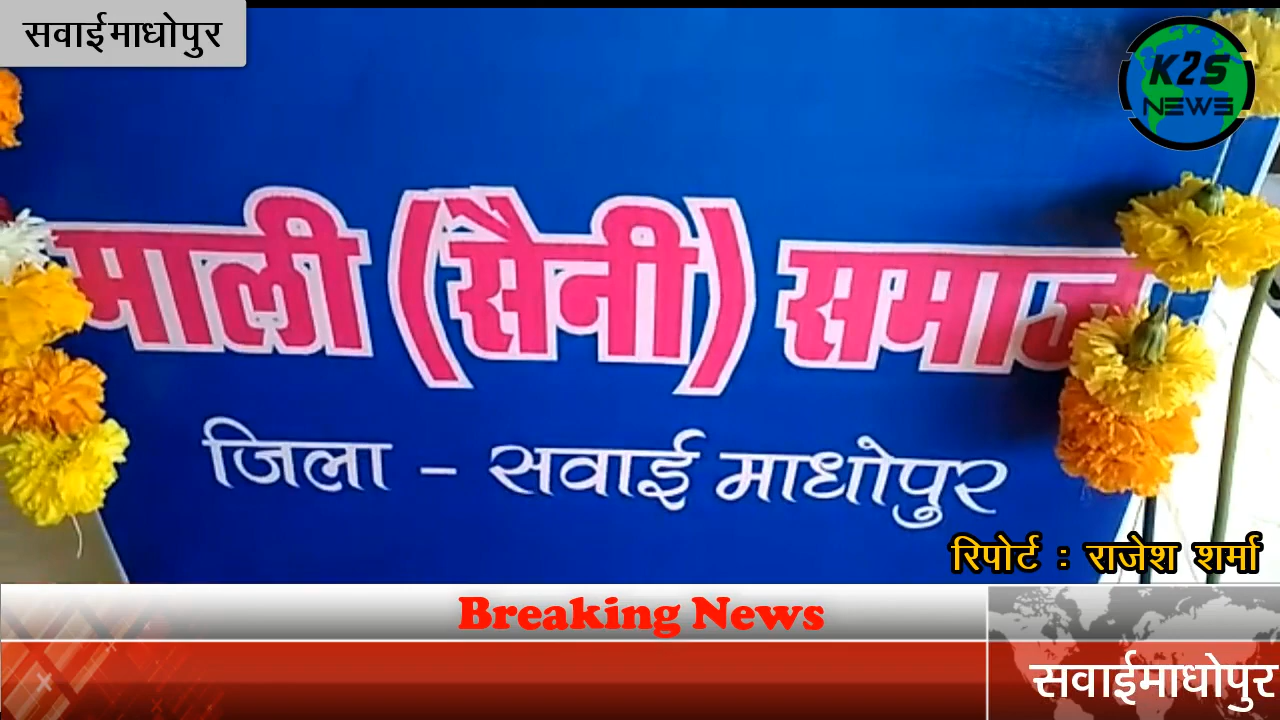 सवाईमाधोपुर
K2S
NEWS
माली (सैनी) समाज
जिला - सवाई माधोपुर
रिपोर्ट : राजेश शर्मा
Breaking News
सवाईमाधोपुर